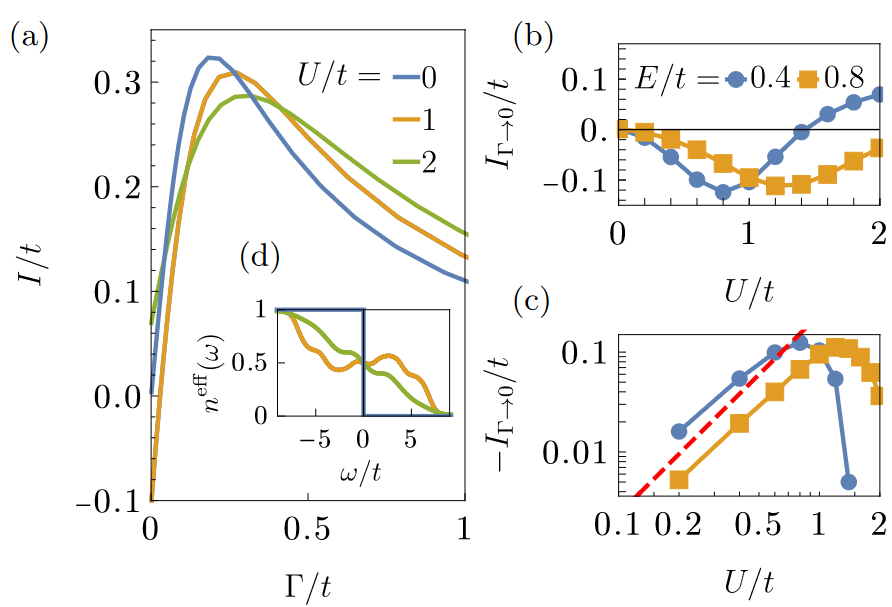 (a)
I/t
0.3
0.2
0.1
0.0
-0.1
0
0.5
1
Γ/t
U/t =
0
1
2
(d)
n^eff(ω)
1
0.5
0
-5
0
5
ω/t
(b)
I_{Γ→0}/t
0.1
0.
-0.1
E/t = 0.4 0.8
0
1
2
U/t
(c)
-I_{Γ→0}/t
0.1
0.01
0.1
0.2
0.5
1
2
U/t